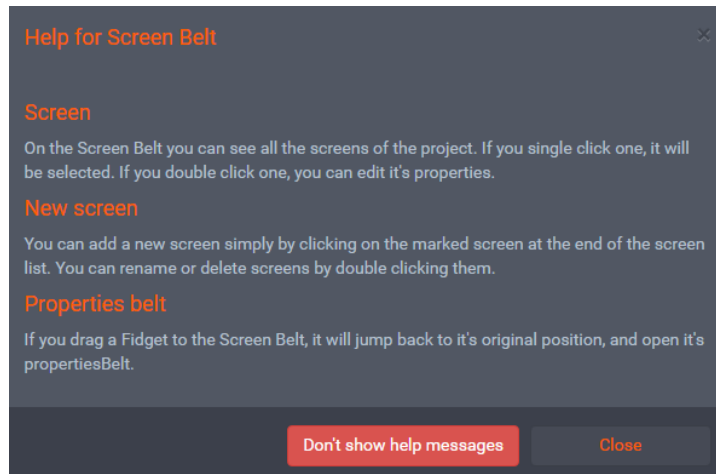 Help for Screen Belt
×
Screen
On the Screen Belt you can see all the screens of the project. If you single click one, it will
be selected. If you double click one, you can edit it's properties.
New screen
You can add a new screen simply by clicking on the marked screen at the end of the screen
list. You can rename or delete screens by double clicking them.
Properties belt
If you drag a Fidget to the Screen Belt, it will jump back to it's original position, and open it's
propertiesBelt.
Don't show help messages
Close